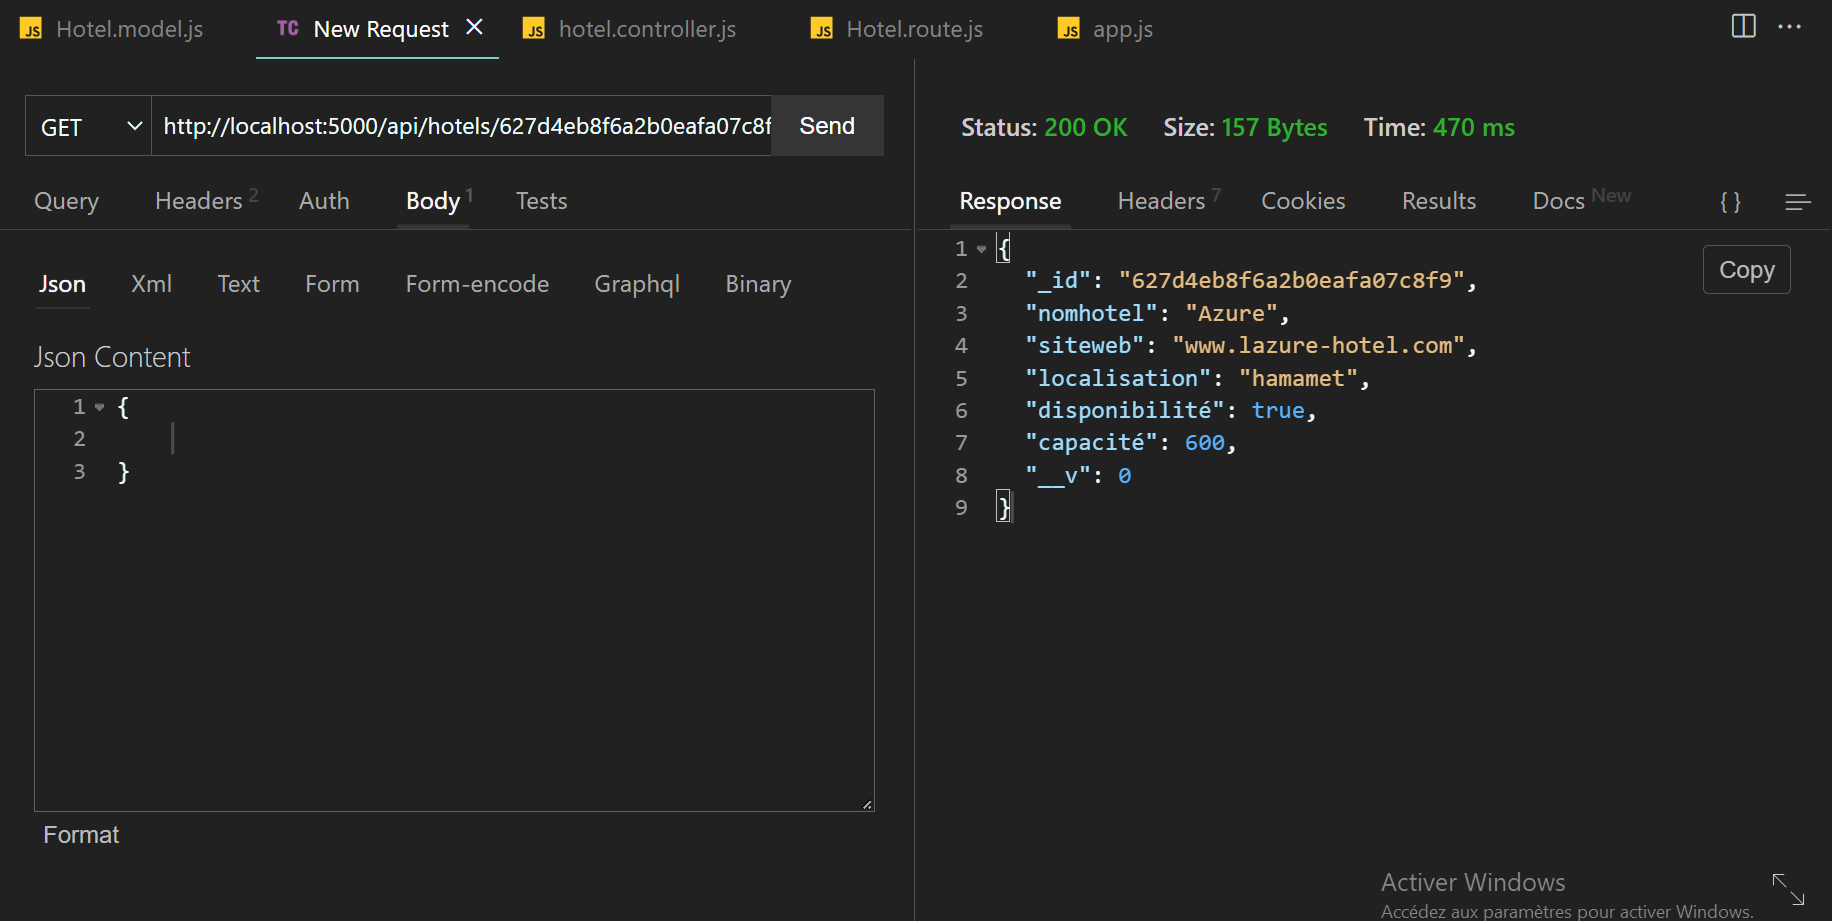 JS Hotel.model.js
TC New Request
JS hotel.controller.js
JS Hotel.route.js
JS app.js
GET http://localhost:5000/api/hotels/627d4eb8f6a2b0eafa07c8f Send
Query Headers 2 Auth Body 1 Tests
Json Xml Text Form Form-encode Graphql Binary
Json Content
1 {
2
3 }
Format
Status: 200 OK Size: 157 Bytes Time: 470 ms
Response Headers 7 Cookies Results Docs New { }
Copy
1 {
2 "_id": "627d4eb8f6a2b0eafa07c8f9",
3 "nomhotel": "Azure",
4 "siteweb": "www.lazure-hotel.com",
5 "localisation": "hamamet",
6 "disponibilité": true,
7 "capacité": 600,
8 "__v": 0
9 }
Activer Windows
Accédez aux paramètres pour activer Windows.